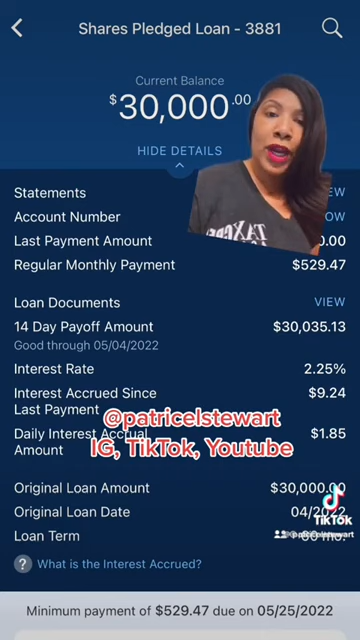 Shares Pledged Loan - 3881
Current Balance
$30,000.00
HIDE DETAILS
Statements
Account Number
Last Payment Amount
Regular Monthly Payment $529.47
Loan Documents VIEW
14 Day Payoff Amount $30,035.13
Good through 05/04/2022
Interest Rate 2.25%
Interest Accrued Since $9.24
Last Payment
@patricelstewart
Daily Interest Accrual $1.85
Amount
IG, TikTok, Youtube
Original Loan Amount $30,000.00
Original Loan Date 04/2022
TikTok
@patricelstewart
Loan Term mo.
? What is the Interest Accrued?
Minimum payment of $529.47 due on 05/25/2022